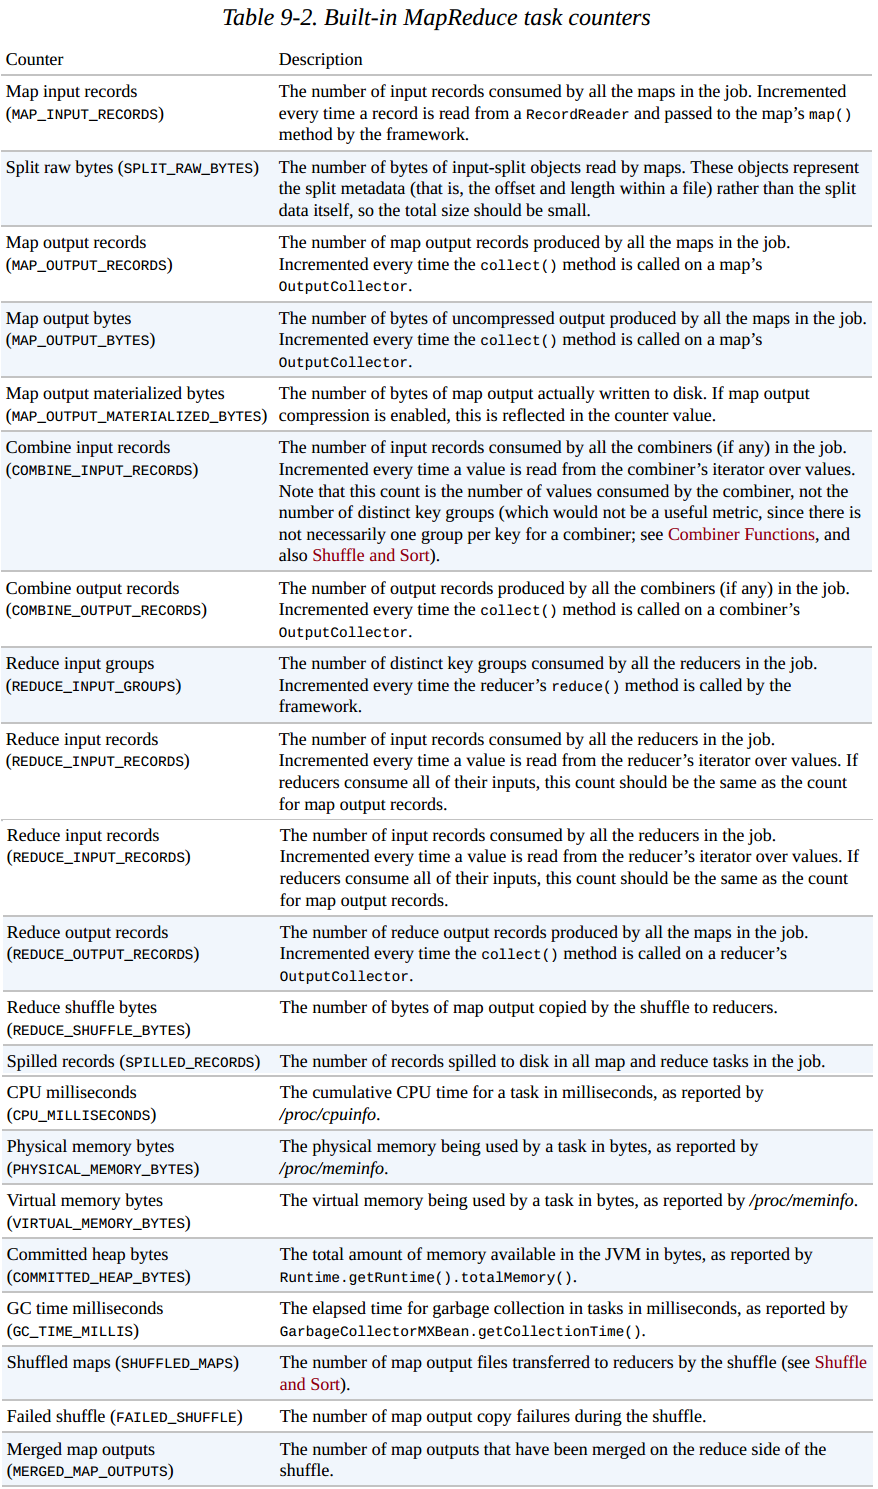 Table 9-2. Built-in MapReduce task counters
Counter
Description
Map input records
(MAP_INPUT_RECORDS)
The number of input records consumed by all the maps in the job. Incremented
every time a record is read from a RecordReader and passed to the map’s map()
method by the framework.
Split raw bytes (SPLIT_RAW_BYTES)
The number of bytes of input-split objects read by maps. These objects represent
the split metadata (that is, the offset and length within a file) rather than the split
data itself, so the total size should be small.
Map output records
(MAP_OUTPUT_RECORDS)
The number of map output records produced by all the maps in the job.
Incremented every time the collect() method is called on a map’s
OutputCollector.
Map output bytes
(MAP_OUTPUT_BYTES)
The number of bytes of uncompressed output produced by all the maps in the job.
Incremented every time the collect() method is called on a map’s
OutputCollector.
Map output materialized bytes
(MAP_OUTPUT_MATERIALIZED_BYTES)
The number of bytes of map output actually written to disk. If map output
compression is enabled, this is reflected in the counter value.
Combine input records
(COMBINE_INPUT_RECORDS)
The number of input records consumed by all the combiners (if any) in the job.
Incremented every time a value is read from the combiner’s iterator over values.
Note that this count is the number of values consumed by the combiner, not the
number of distinct key groups (which would not be a useful metric, since there is
not necessarily one group per key for a combiner; see Combiner Functions, and
also Shuffle and Sort).
Combine output records
(COMBINE_OUTPUT_RECORDS)
The number of output records produced by all the combiners (if any) in the job.
Incremented every time the collect() method is called on a combiner’s
OutputCollector.
Reduce input groups
(REDUCE_INPUT_GROUPS)
The number of distinct key groups consumed by all the reducers in the job.
Incremented every time the reducer’s reduce() method is called by the
framework.
Reduce input records
(REDUCE_INPUT_RECORDS)
The number of input records consumed by all the reducers in the job.
Incremented every time a value is read from the reducer’s iterator over values. If
reducers consume all of their inputs, this count should be the same as the count
for map output records.
Reduce input records
(REDUCE_INPUT_RECORDS)
The number of input records consumed by all the reducers in the job.
Incremented every time a value is read from the reducer’s iterator over values. If
reducers consume all of their inputs, this count should be the same as the count
for map output records.
Reduce output records
(REDUCE_OUTPUT_RECORDS)
The number of reduce output records produced by all the maps in the job.
Incremented every time the collect() method is called on a reducer’s
OutputCollector.
Reduce shuffle bytes
(REDUCE_SHUFFLE_BYTES)
The number of bytes of map output copied by the shuffle to reducers.
Spilled records (SPILLED_RECORDS)
The number of records spilled to disk in all map and reduce tasks in the job.
CPU milliseconds
(CPU_MILLISECONDS)
The cumulative CPU time for a task in milliseconds, as reported by
/proc/cpuinfo.
Physical memory bytes
(PHYSICAL_MEMORY_BYTES)
The physical memory being used by a task in bytes, as reported by
/proc/meminfo.
Virtual memory bytes
(VIRTUAL_MEMORY_BYTES)
The virtual memory being used by a task in bytes, as reported by /proc/meminfo.
Committed heap bytes
(COMMITTED_HEAP_BYTES)
The total amount of memory available in the JVM in bytes, as reported by
Runtime.getRuntime().totalMemory().
GC time milliseconds
(GC_TIME_MILLIS)
The elapsed time for garbage collection in tasks in milliseconds, as reported by
GarbageCollectorMXBean.getCollectionTime().
Shuffled maps (SHUFFLED_MAPS)
The number of map output files transferred to reducers by the shuffle (see Shuffle
and Sort).
Failed shuffle (FAILED_SHUFFLE)
The number of map output copy failures during the shuffle.
Merged map outputs
(MERGED_MAP_OUTPUTS)
The number of map outputs that have been merged on the reduce side of the
shuffle.